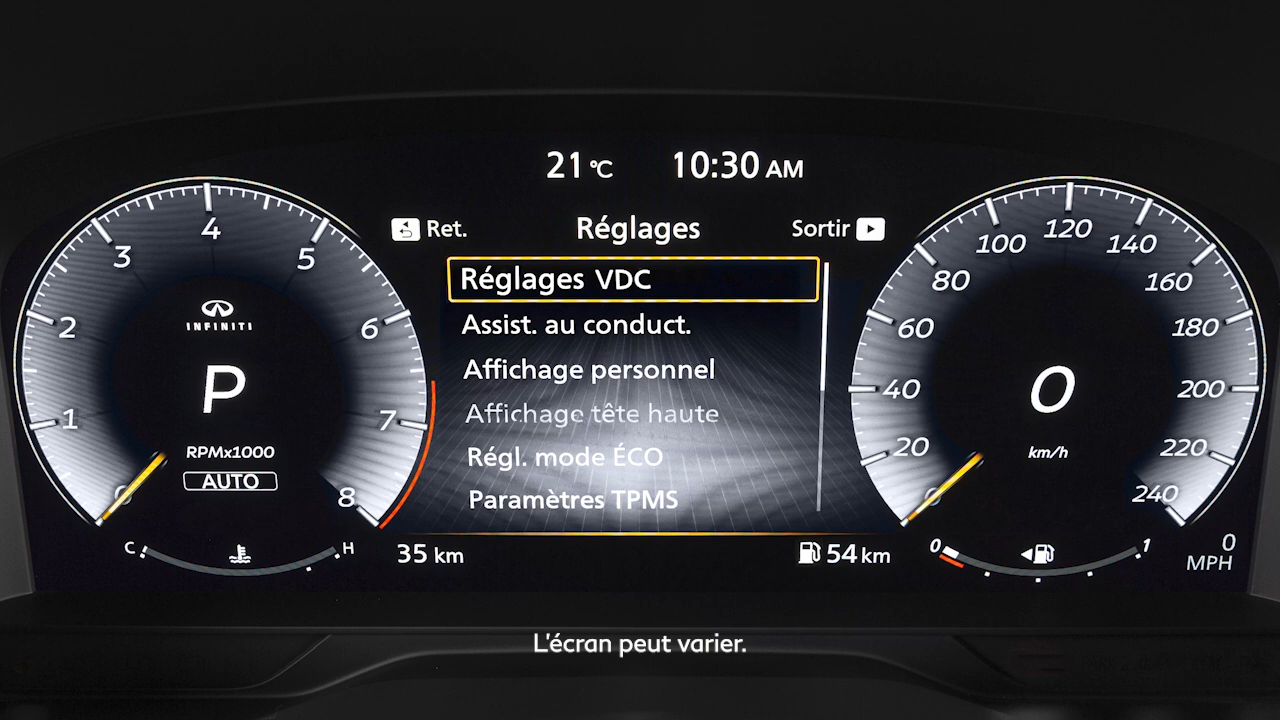 21 °C 10:30 AM
Ret. Réglages Sortir
Réglages VDC
Assist. au conduct.
Affichage personnel
Affichage tête haute
Régl. mode ÉCO
Paramètres TPMS
0 1 2 3 4 5 6 7 8
INFINITI
P
RPMx1000
AUTO
0 20 40 60 80 100 120 140 160 180 200 220 240
0
km/h
C H
35 km
54 km
0 1
0
MPH
L'écran peut varier.